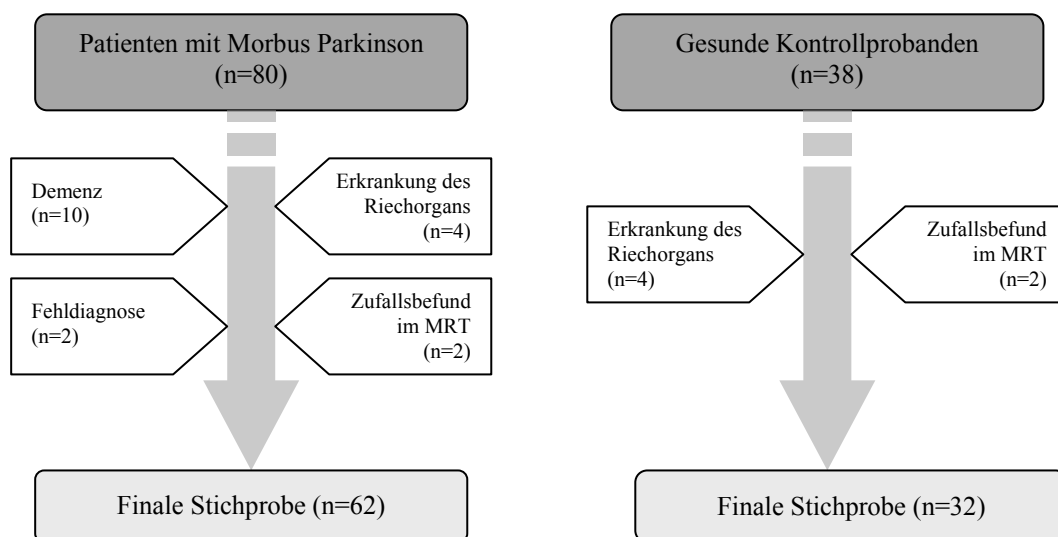 Patienten mit Morbus Parkinson
(n=80)
Demenz
(n=10)
Erkrankung des
Riechorgans
(n=4)
Fehldiagnose
(n=2)
Zufallsbefund
im MRT
(n=2)
Finale Stichprobe (n=62)
Gesunde Kontrollprobanden
(n=38)
Erkrankung des
Riechorgans
(n=4)
Zufallsbefund
im MRT
(n=2)
Finale Stichprobe (n=32)